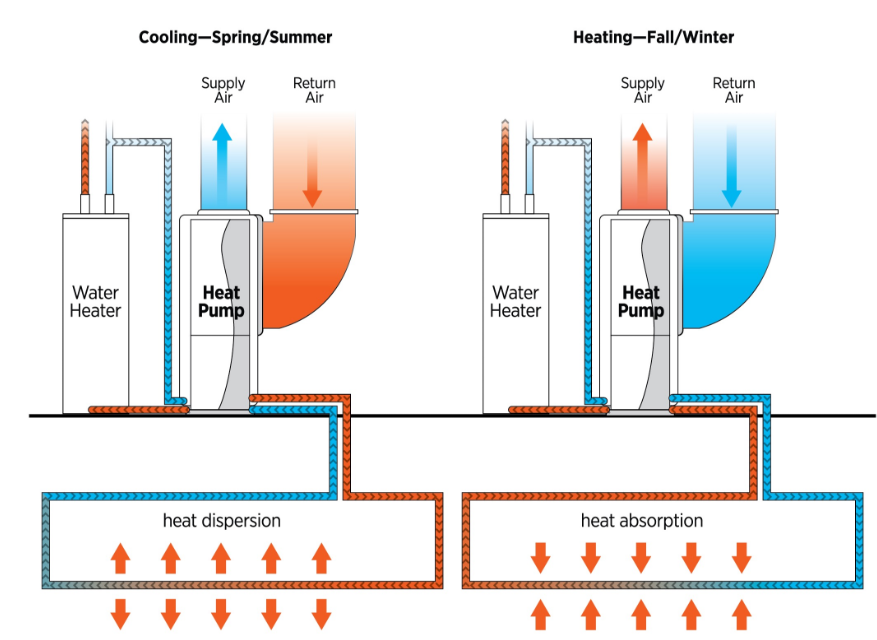 Cooling—Spring/Summer
Supply
Air
Return
Air
Water
Heater
Heat
Pump
heat dispersion
Heating—Fall/Winter
Supply
Air
Return
Air
Water
Heater
Heat
Pump
heat absorption